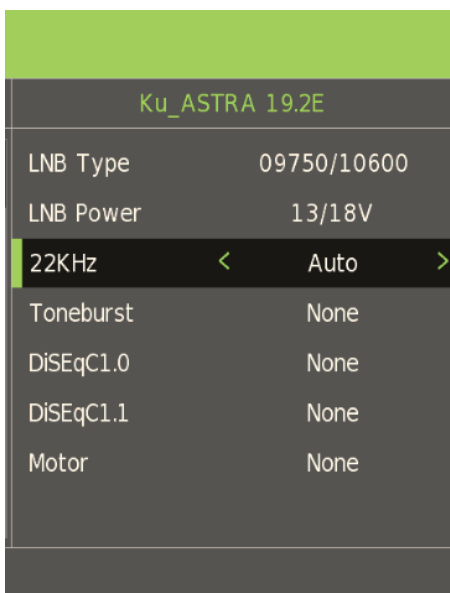 Ku_ASTRA 19.2E
LNB Type 09750/10600
LNB Power 13/18V
22KHz < Auto >
Toneburst None
DiSEqC1.0 None
DiSEqC1.1 None
Motor None